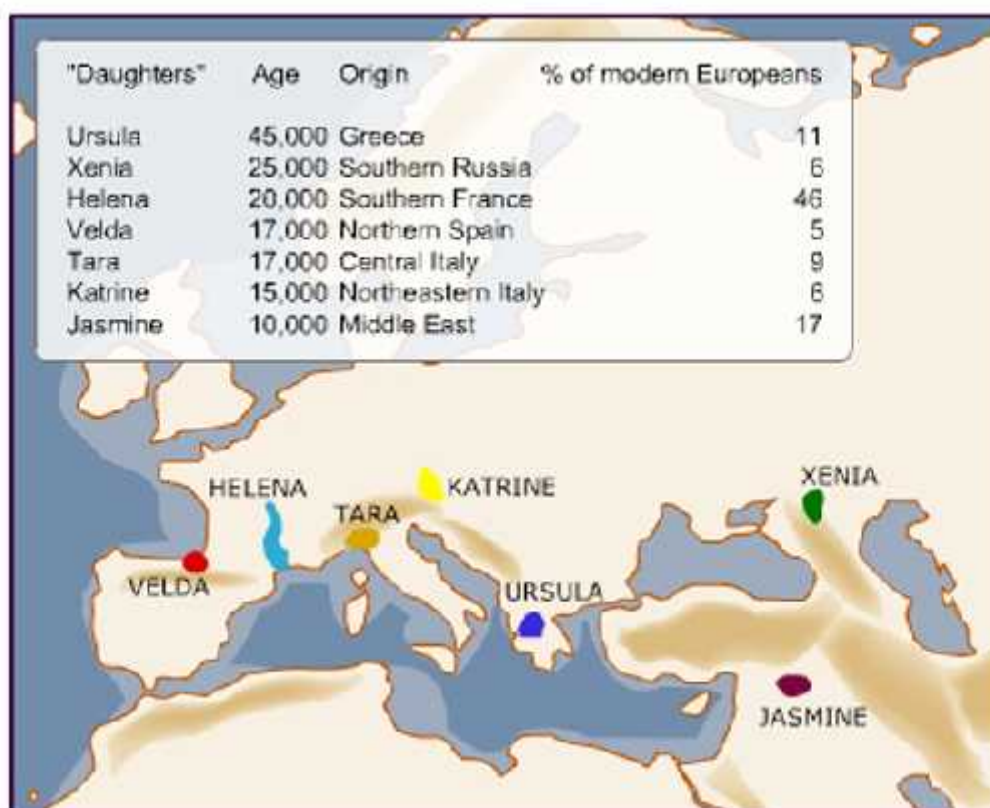 "Daughters" Age Origin % of modern Europeans
Ursula 45,000 Greece 11
Xenia 25,000 Southern Russia 6
Helena 20,000 Southern France 46
Velda 17,000 Northern Spain 5
Tara 17,000 Central Italy 9
Katrine 15,000 Northeastern Italy 6
Jasmine 10,000 Middle East 17
XENIA
HELENA
KATRINE
TARA
VELDA
URSULA
JASMINE